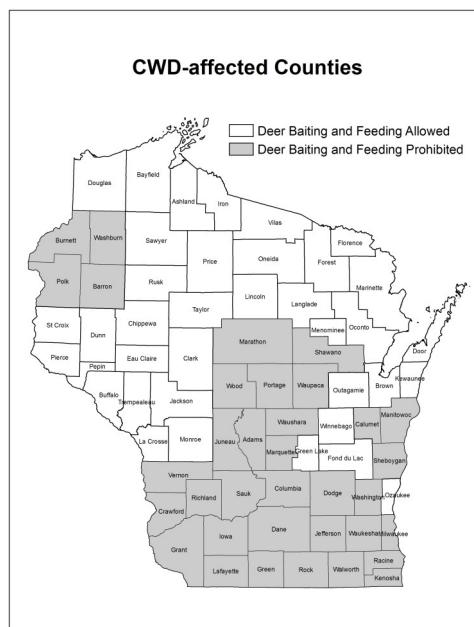 CWD-affected Counties
Deer Baiting and Feeding Allowed
Deer Baiting and Feeding Prohibited
Douglas
Bayfield
Ashland
Iron
Vilas
Florence
Burnett
Washburn
Sawyer
Price
Oneida
Forest
Marinette
Polk
Barron
Rusk
Lincoln
Langlade
Taylor
Oconto
St Croix
Dunn
Chippewa
Menominee
Door
Pierce
Pepin
Eau Claire
Clark
Marathon
Shawano
Kewaunee
Buffalo
Trempealeau
Jackson
Wood
Portage
Waupaca
Outagamie
Brown
Manitowoc
La Crosse
Monroe
Juneau
Adams
Waushara
Winnebago
Calumet
Marquette
Green Lake
Fond du Lac
Sheboygan
Vernon
Richland
Sauk
Columbia
Dodge
Washington
Ozaukee
Crawford
Grant
Iowa
Dane
Jefferson
Waukesha
Milwaukee
Lafayette
Green
Rock
Walworth
Racine
Kenosha